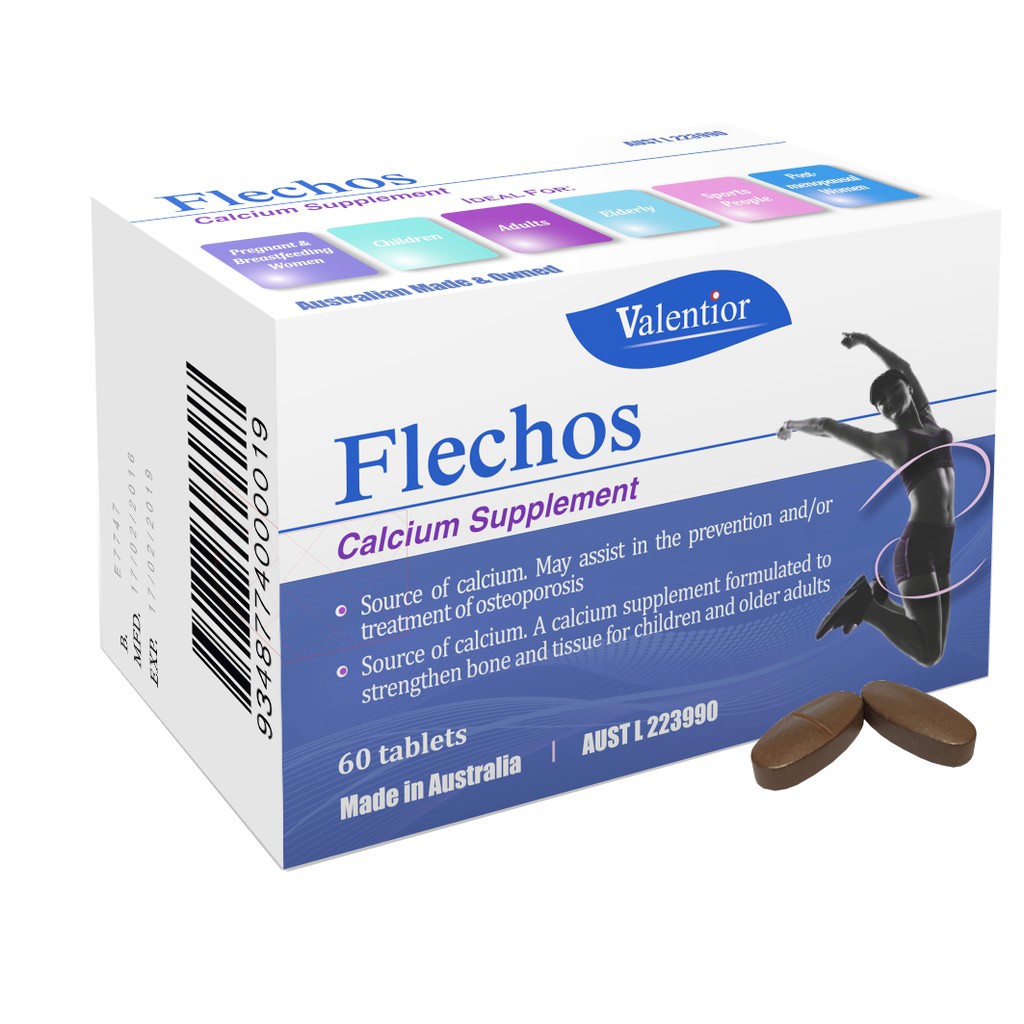 Flechos
AUST L 223990
Calcium Supplement
IDEAL FOR:
Pregnant &
Breastfeeding
Women
Children
Adults
Elderly
Sports
People
Post-
menopausal
Women
Australian Made & Owned
Valentior
Flechos
Calcium Supplement
Source of calcium. May assist in the prevention and/or
treatment of osteoporosis
Source of calcium. A calcium supplement formulated to
strengthen bone and tissue for children and older adults
60 tablets
Made in Australia | AUST L 223990
9348774000019
B. E7747
MFD. 17/02/2016
EXP. 17/02/2019